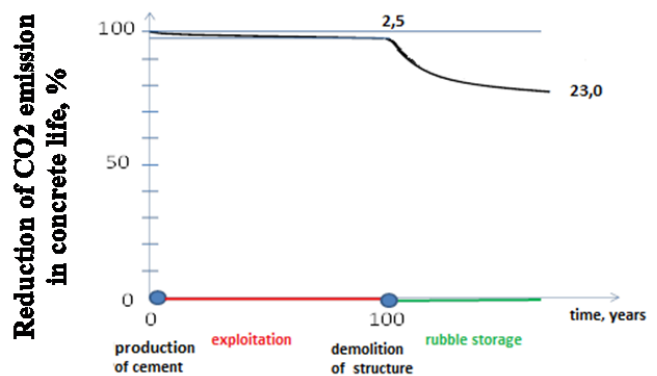 Reduction of CO2 emission
in concrete life, %
100
50
0
2,5
23,0
0
100
time, years
production
of cement
exploitation
demolition
of structure
rubble storage